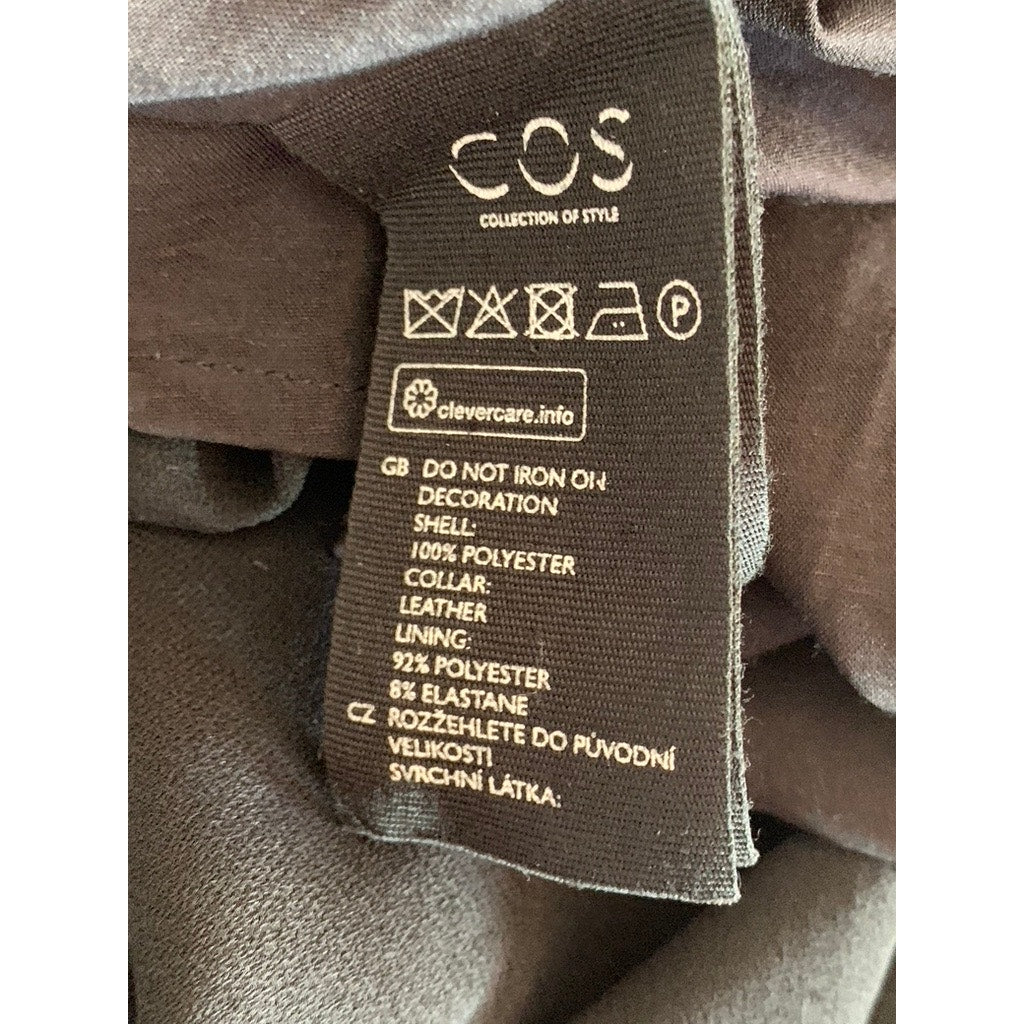 COS
COLLECTION OF STYLE
P
clevercare.info
GB DO NOT IRON ON
DECORATION
SHELL:
100% POLYESTER
COLLAR:
LEATHER
LINING:
92% POLYESTER
8% ELASTANE
CZ ROZŽEHLETE DO PŮVODNÍ
VELIKOSTI
SVRCHNÍ LÁTKA: